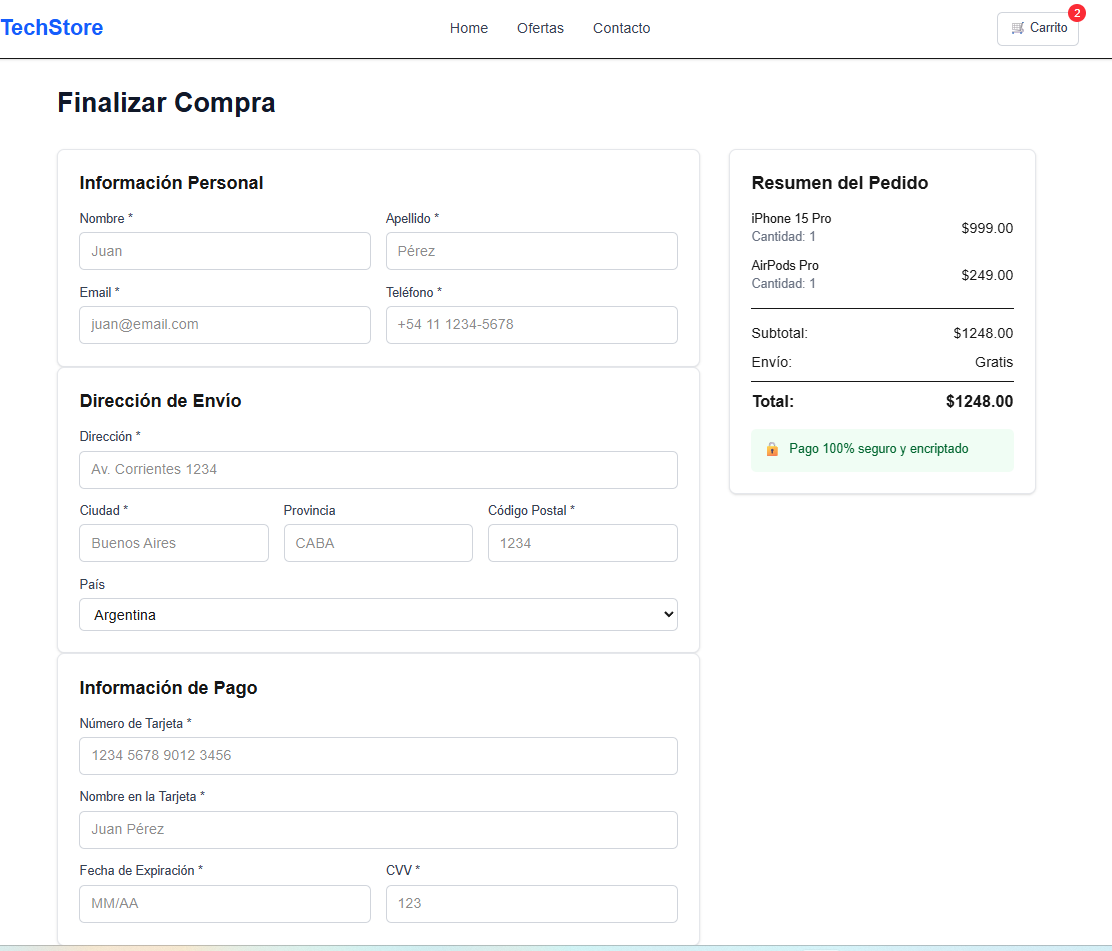 TechStore
Home Ofertas Contacto
🛒 Carrito
2
Finalizar Compra
Información Personal
Nombre * Apellido *
Juan Pérez
Email * Teléfono *
juan@email.com +54 11 1234-5678
Dirección de Envío
Dirección *
Av. Corrientes 1234
Ciudad * Provincia Código Postal *
Buenos Aires CABA 1234
País
Argentina
Información de Pago
Número de Tarjeta *
1234 5678 9012 3456
Nombre en la Tarjeta *
Juan Pérez
Fecha de Expiración * CVV *
MM/AA 123
Resumen del Pedido
iPhone 15 Pro
Cantidad: 1
$999.00
AirPods Pro
Cantidad: 1
$249.00
Subtotal: $1248.00
Envío: Gratis
Total: $1248.00
🔒 Pago 100% seguro y encriptado